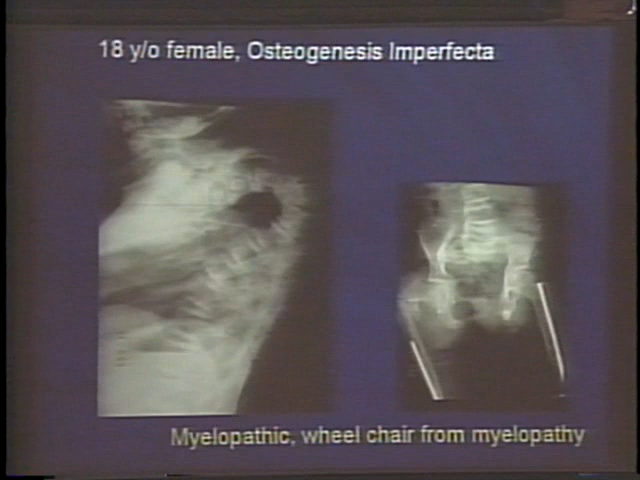 18 y/o female, Osteogenesis Imperfecta
Myelopathic, wheel chair from myelopathy